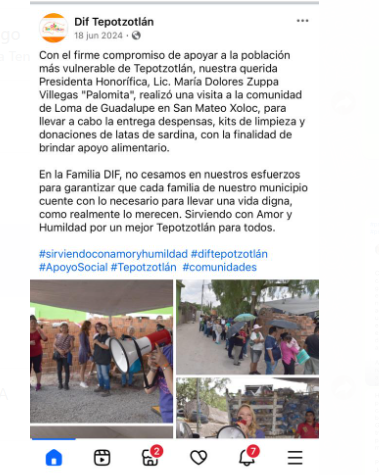 Dif Tepotzotlán
18 jun 2024 ·
Con el firme compromiso de apoyar a la población
más vulnerable de Tepotzotlán, nuestra querida
Presidenta Honorífica, Lic. María Dolores Zuppa
Villegas "Palomita", realizó una visita a la comunidad
de Loma de Guadalupe en San Mateo Xoloc, para
llevar a cabo la entrega despensas, kits de limpieza y
donaciones de latas de sardina, con la finalidad de
brindar apoyo alimentario.
En la Familia DIF, no cesamos en nuestros esfuerzos
para garantizar que cada familia de nuestro municipio
cuente con lo necesario para llevar una vida digna,
como realmente lo merecen. Sirviendo con Amor y
Humildad por un mejor Tepotzotlán para todos.
#sirviendoconamoryhumildad #diftepotzotlán
#ApoyoSocial #Tepotzotlán #comunidades
2
7